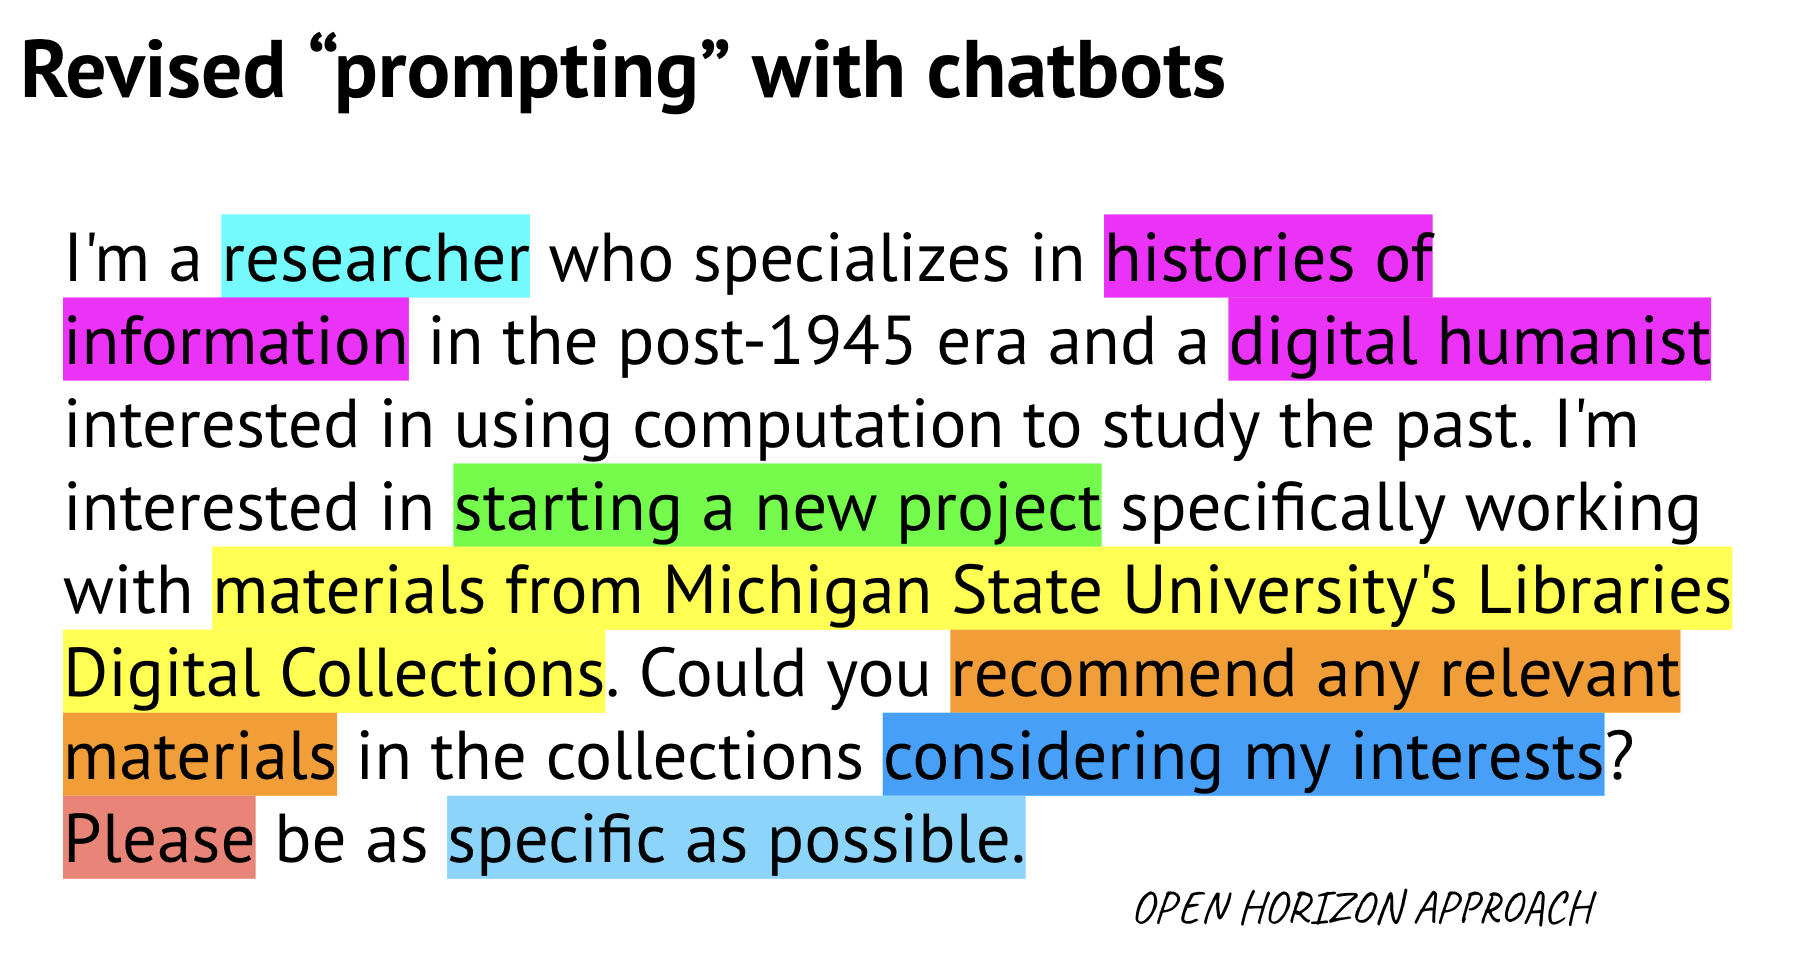 Revised “prompting” with chatbots
I'm a researcher who specializes in histories of
information in the post-1945 era and a digital humanist
interested in using computation to study the past. I'm
interested in starting a new project specifically working
with materials from Michigan State University's Libraries
Digital Collections. Could you recommend any relevant
materials in the collections considering my interests?
Please be as specific as possible.
OPEN HORIZON APPROACH